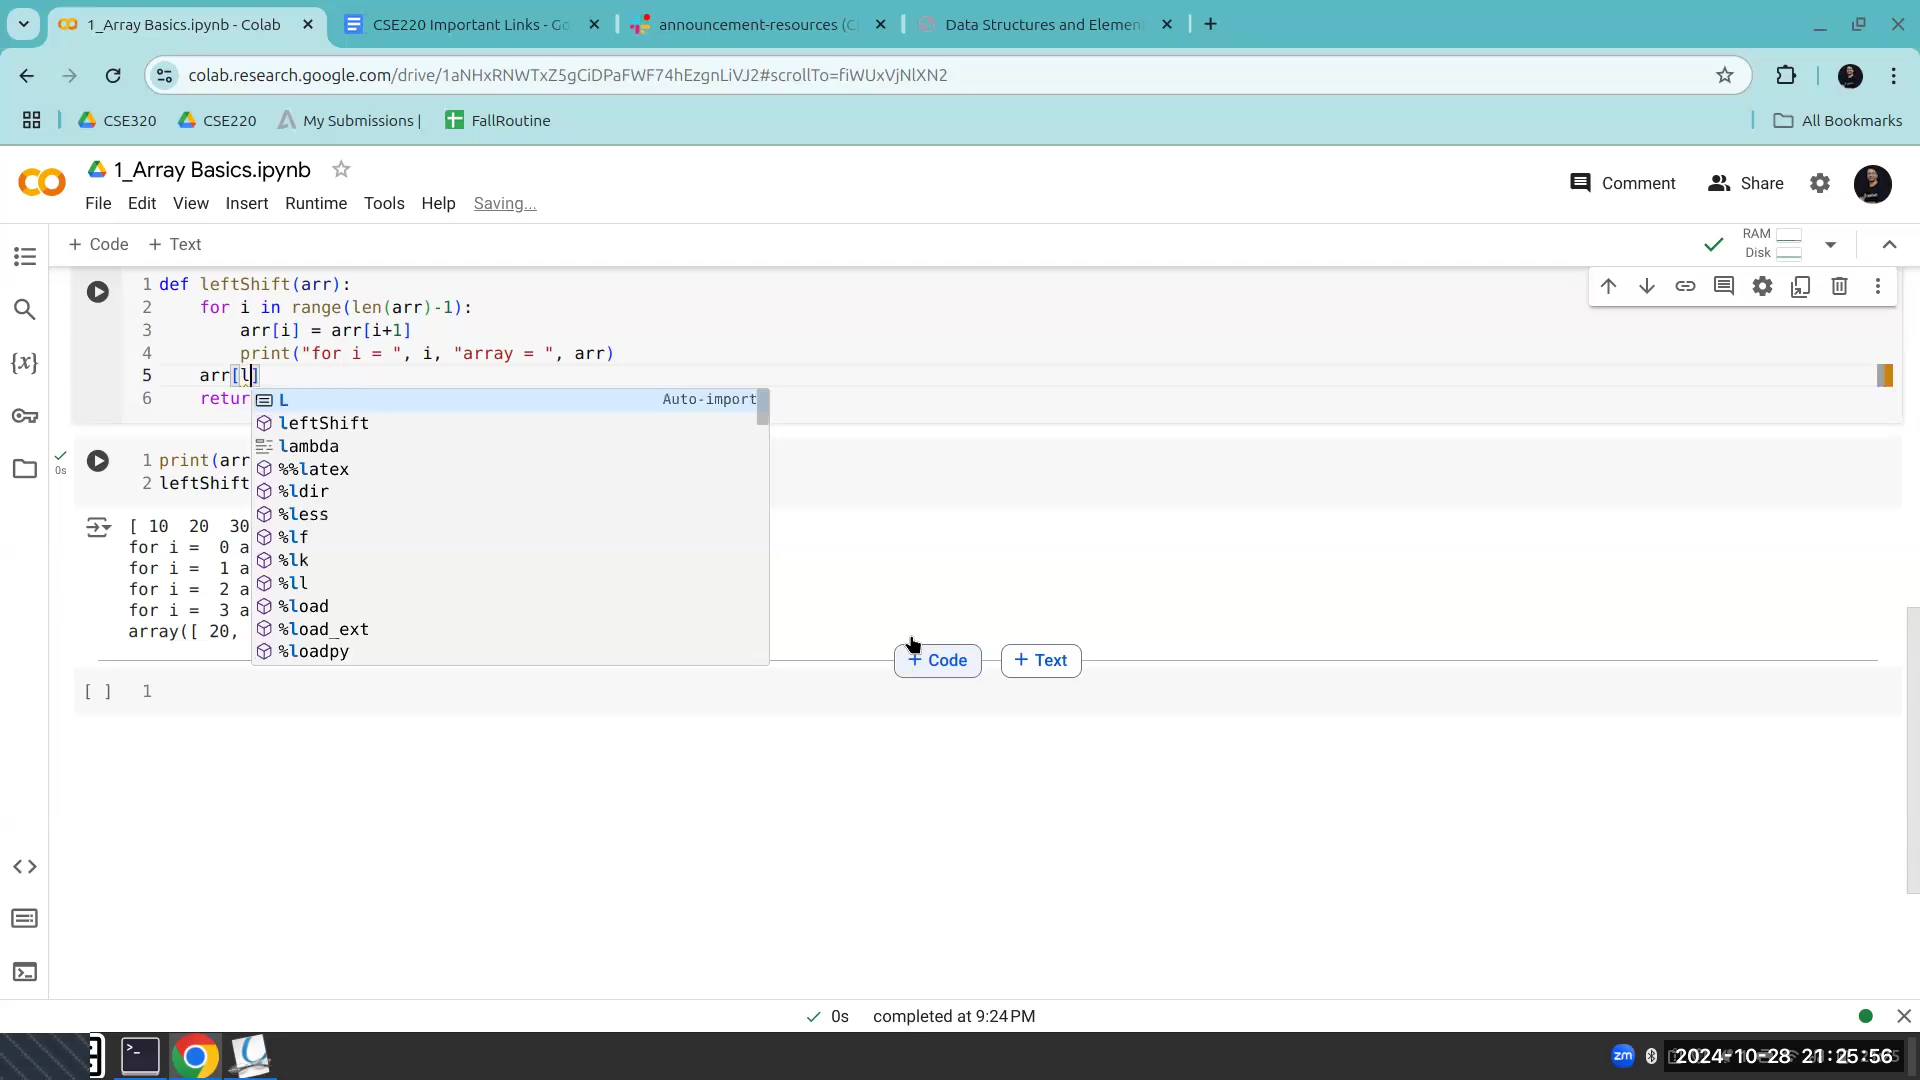 1_Array Basics.ipynb - Colab
CSE220 Important Links - Go
announcement-resources (C
Data Structures and Elemen
colab.research.google.com/drive/1aNHxRNWTxZ5gCiDPaFWF74hEzgnLiVJ2#scrollTo=fiWUxVjNlXN2
CSE320
CSE220
My Submissions |
FallRoutine
All Bookmarks
1_Array Basics.ipynb
Comment
Share
File Edit View Insert Runtime Tools Help Saving...
+ Code + Text
RAM
Disk
1 def leftShift(arr):
2 for i in range(len(arr)-1):
3 arr[i] = arr[i+1]
4 print("for i = ", i, "array = ", arr)
5 arr[l]
6 retur
L Auto-import
leftShift
lambda
%%latex
%ldir
%less
%lf
%lk
%ll
%load
%load_ext
%loadpy
0s
1 print(arr
2 leftShift
[ 10 20 30
for i = 0 a
for i = 1 a
for i = 2 a
for i = 3 a
array([ 20,
+ Code + Text
[ ] 1
0s completed at 9:24 PM
zm
2024-10-28 21:25:56